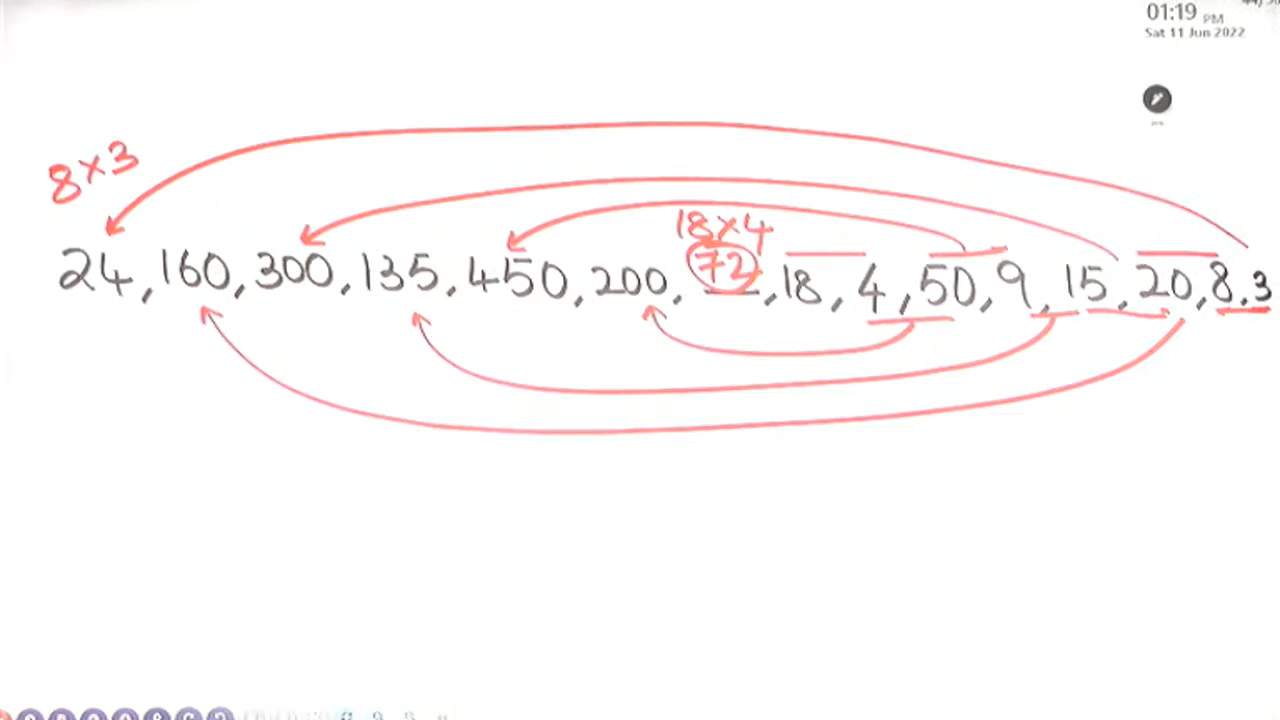 01:19 PM
Sat 11 Jun 2022
8×3
18×4
24, 160, 300, 135, 450, 200, 72, 18, 4, 50, 9, 15, 20, 8, 3